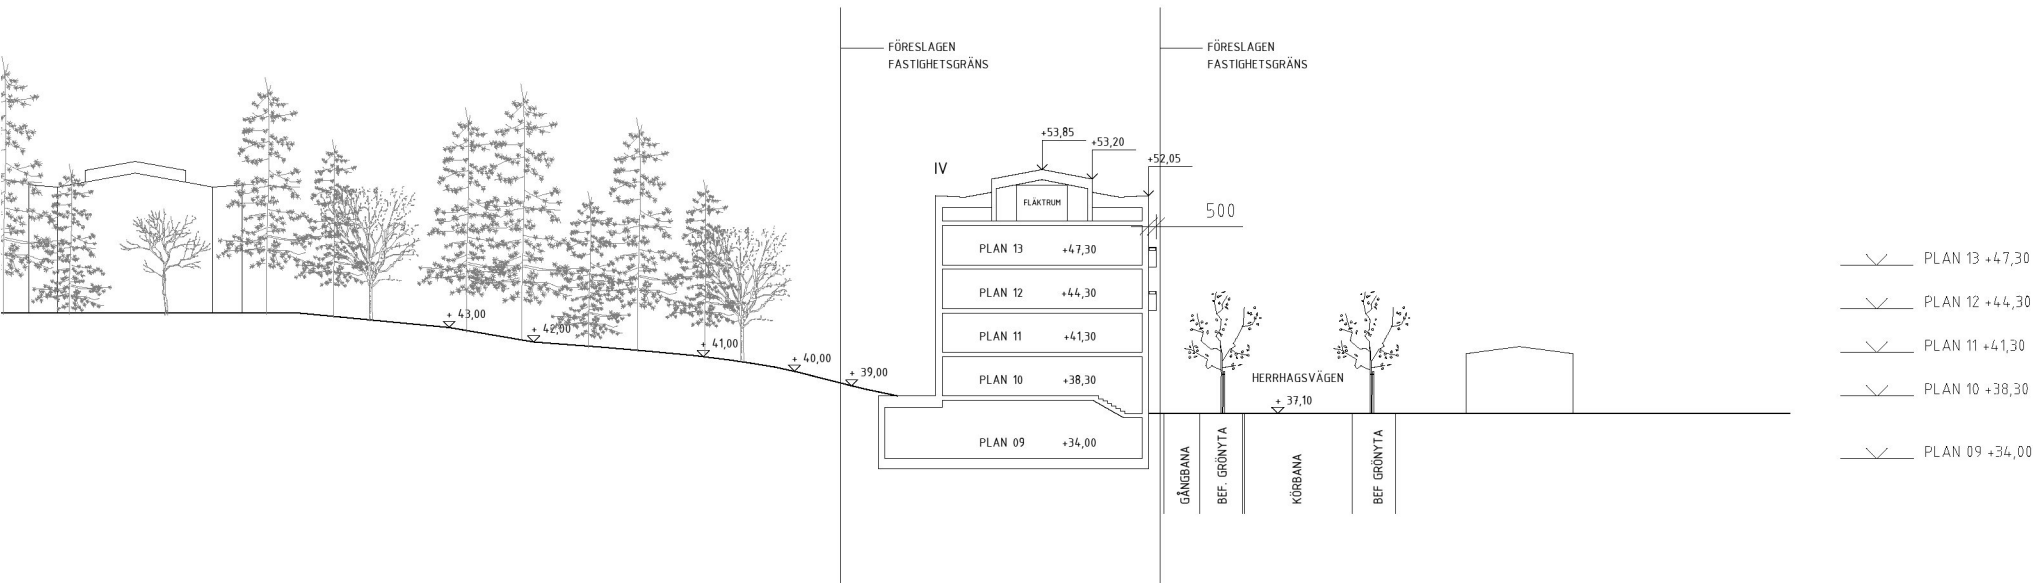 FÖRESLAGEN
FASTIGHETSGRÄNS
FÖRESLAGEN
FASTIGHETSGRÄNS
+53,85
+53,20
+52,05
IV
FLÄKTRUM
500
PLAN 13 +47,30
PLAN 12 +44,30
PLAN 11 +41,30
PLAN 10 +38,30
PLAN 09 +34,00
+ 43,00
+ 42,00
+ 41,00
+ 40,00
+ 39,00
HERRHAGSVÄGEN
+ 37,10
GÅNGBANA
BEF. GRÖNYTA
KÖRBANA
BEF GRÖNYTA
PLAN 13 +47,30
PLAN 12 +44,30
PLAN 11 +41,30
PLAN 10 +38,30
PLAN 09 +34,00